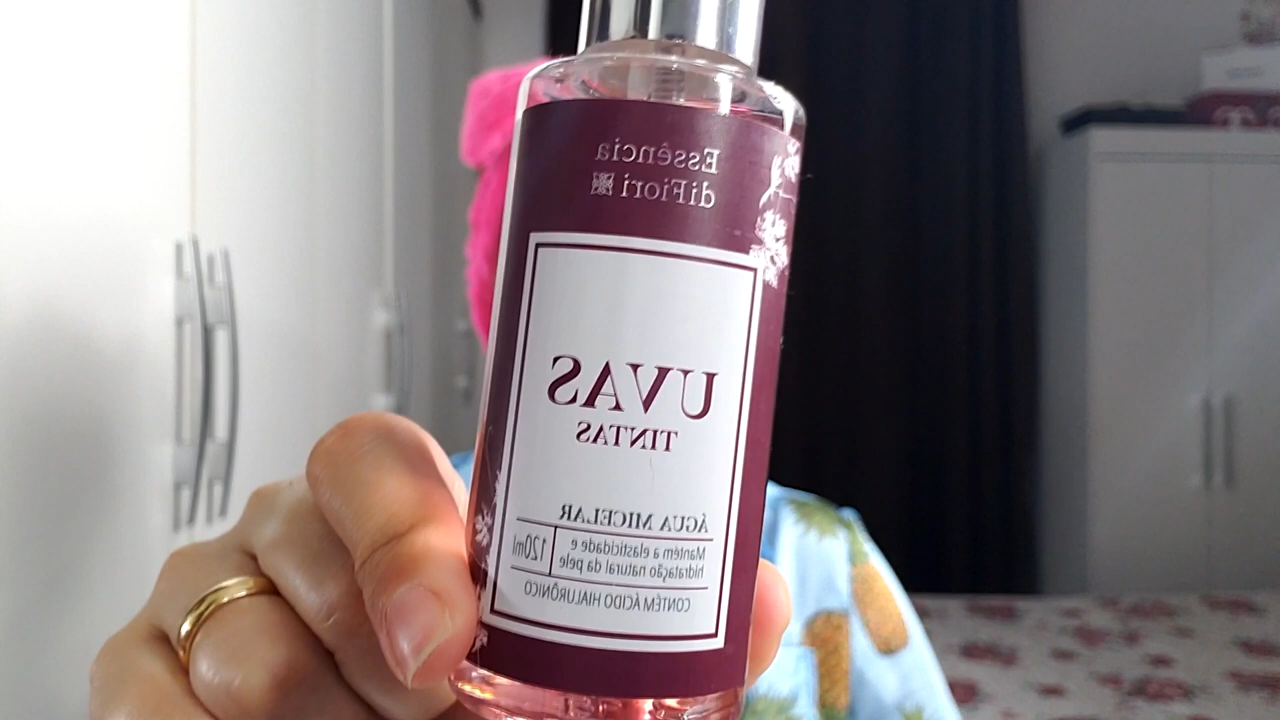 Essência
diFiori
UVAS
TINTAS
ÁGUA MICELAR
Mantém a elasticidade e
hidratação natural da pele
120ml
CONTÉM ÁCIDO HIALURÔNICO